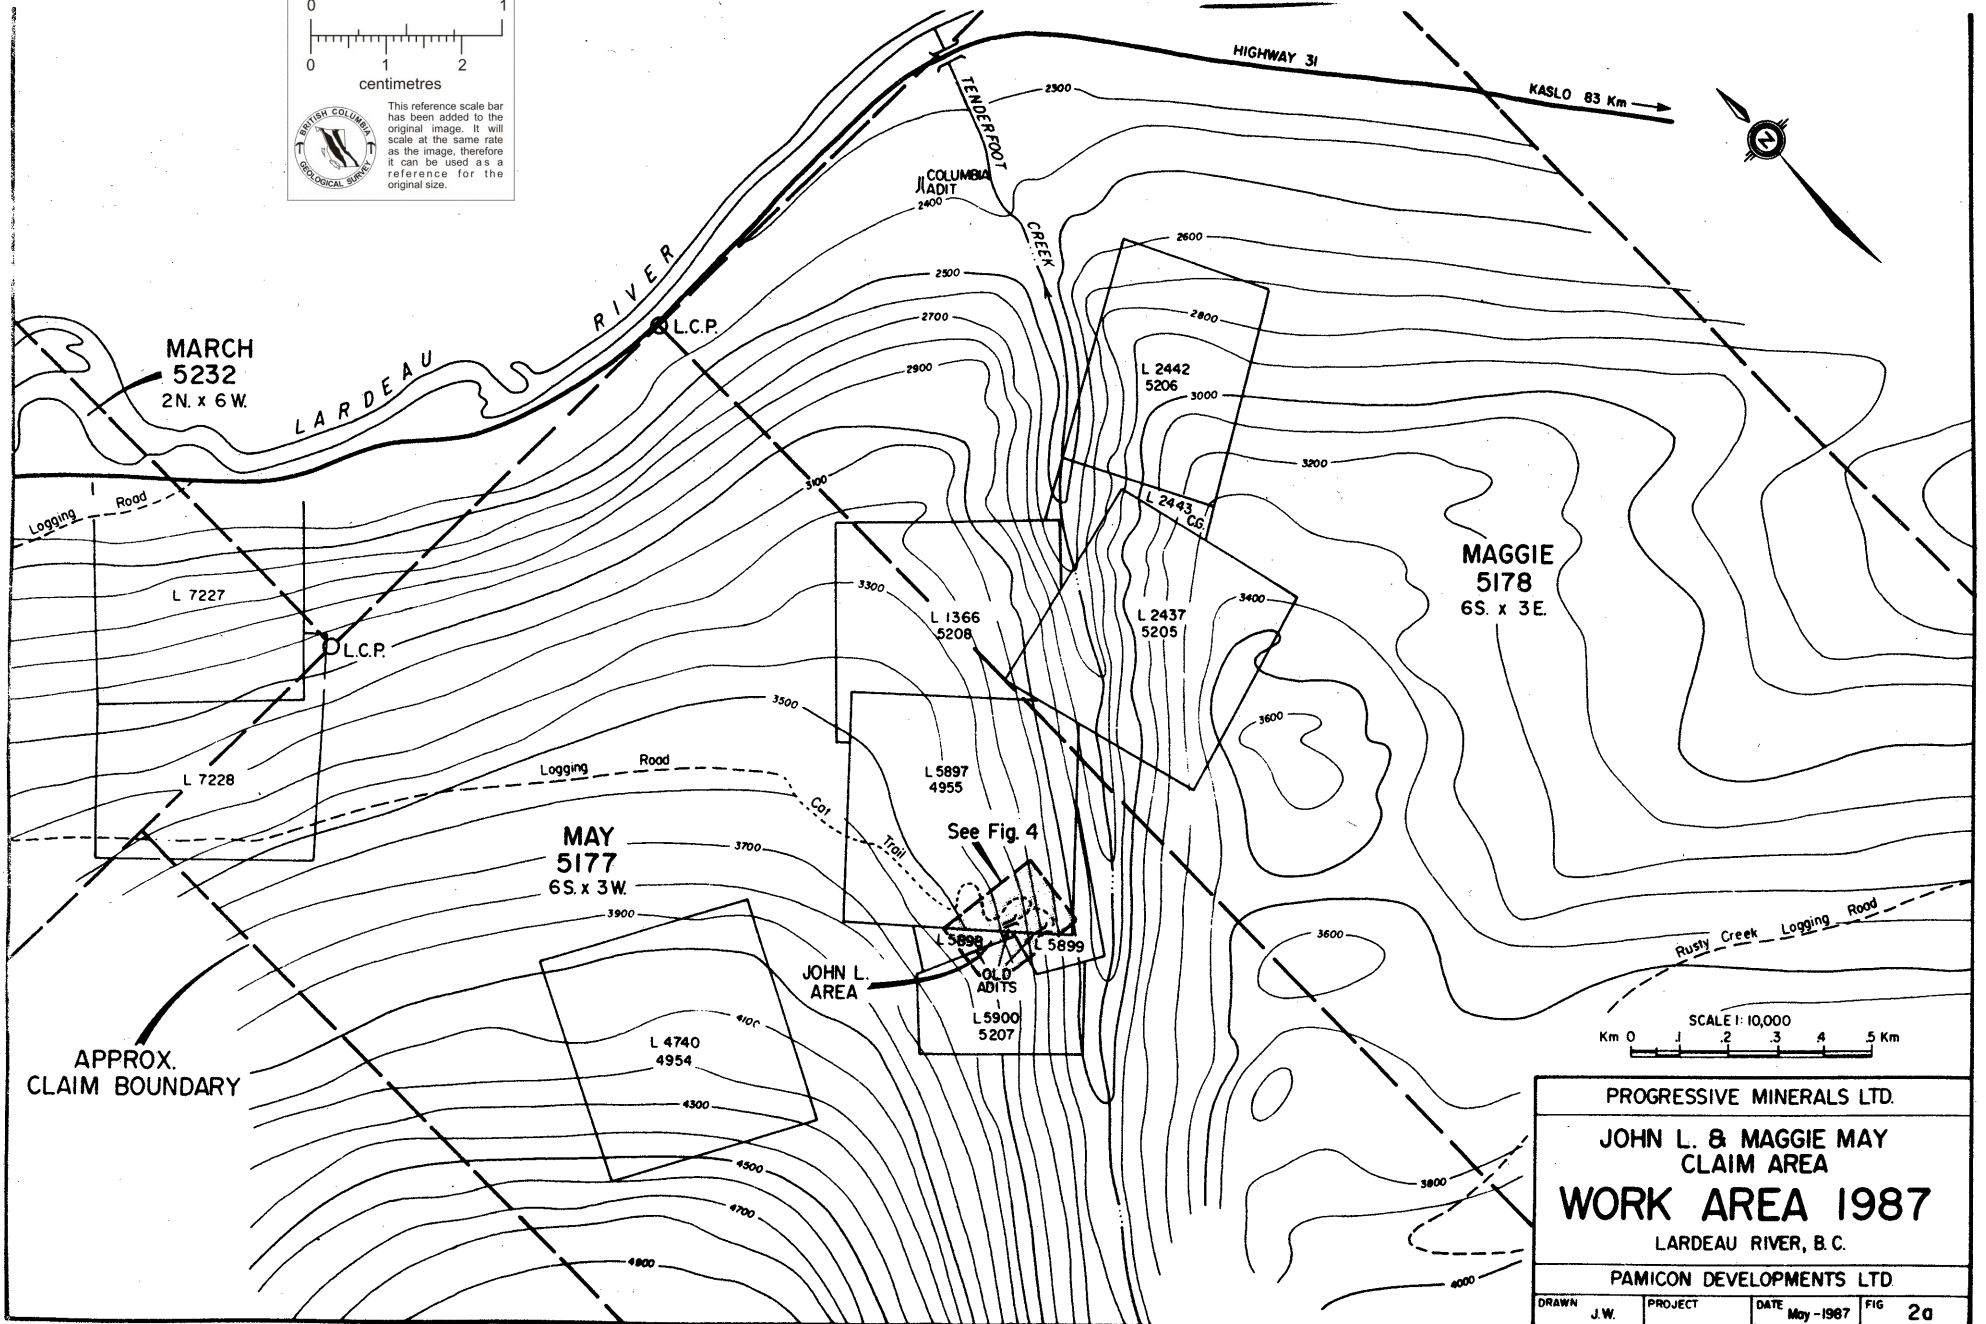 0 1
0 1 2
centimetres
This reference scale bar
has been added to the
original image. It will
scale at the same rate
as the image, therefore
it can be used as a
reference for the
original size.
BRITISH COLUMBIA
GEOLOGICAL SURVEY
HIGHWAY 31
KASLO 83 Km
N
TENDERFOOT
CREEK
2300
COLUMBIA
ADIT
2400
2500
2600
2700
2800
2900
3000
3100
3200
3300
3400
3500
3600
3600
3700
3800
3900
4000
4100
4300
4500
4700
4900
LARDEAU RIVER
L.C.P.
L.C.P.
MARCH
5232
2 N. x 6 W.
Logging Road
L 7227
L 7228
Logging Road
Cat Trail
L 2442
5206
L 2443
C.G.
L 2437
5205
L 1366
5208
MAGGIE
5178
6 S. x 3 E.
L 5897
4955
See Fig. 4
MAY
5177
6 S. x 3 W.
L 5898
L 5899
JOHN L.
AREA
OLD
ADITS
L 5900
5207
L 4740
4954
APPROX.
CLAIM BOUNDARY
Rusty Creek Logging Road
SCALE 1: 10,000
Km 0 .1 .2 .3 .4 .5 Km
PROGRESSIVE MINERALS LTD.
JOHN L. & MAGGIE MAY
CLAIM AREA
WORK AREA 1987
LARDEAU RIVER, B.C.
PAMICON DEVELOPMENTS LTD.
DRAWN J.W. PROJECT DATE May - 1987 FIG 2a